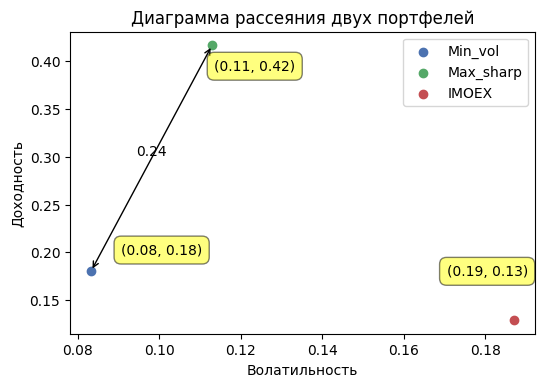 Диаграмма рассеяния двух портфелей
Доходность
0.40
0.35
0.30
0.25
0.20
0.15
Min_vol
Max_sharp
IMOEX
(0.11, 0.42)
0.24
(0.08, 0.18)
(0.19, 0.13)
0.08
0.10
0.12
0.14
0.16
0.18
Волатильность